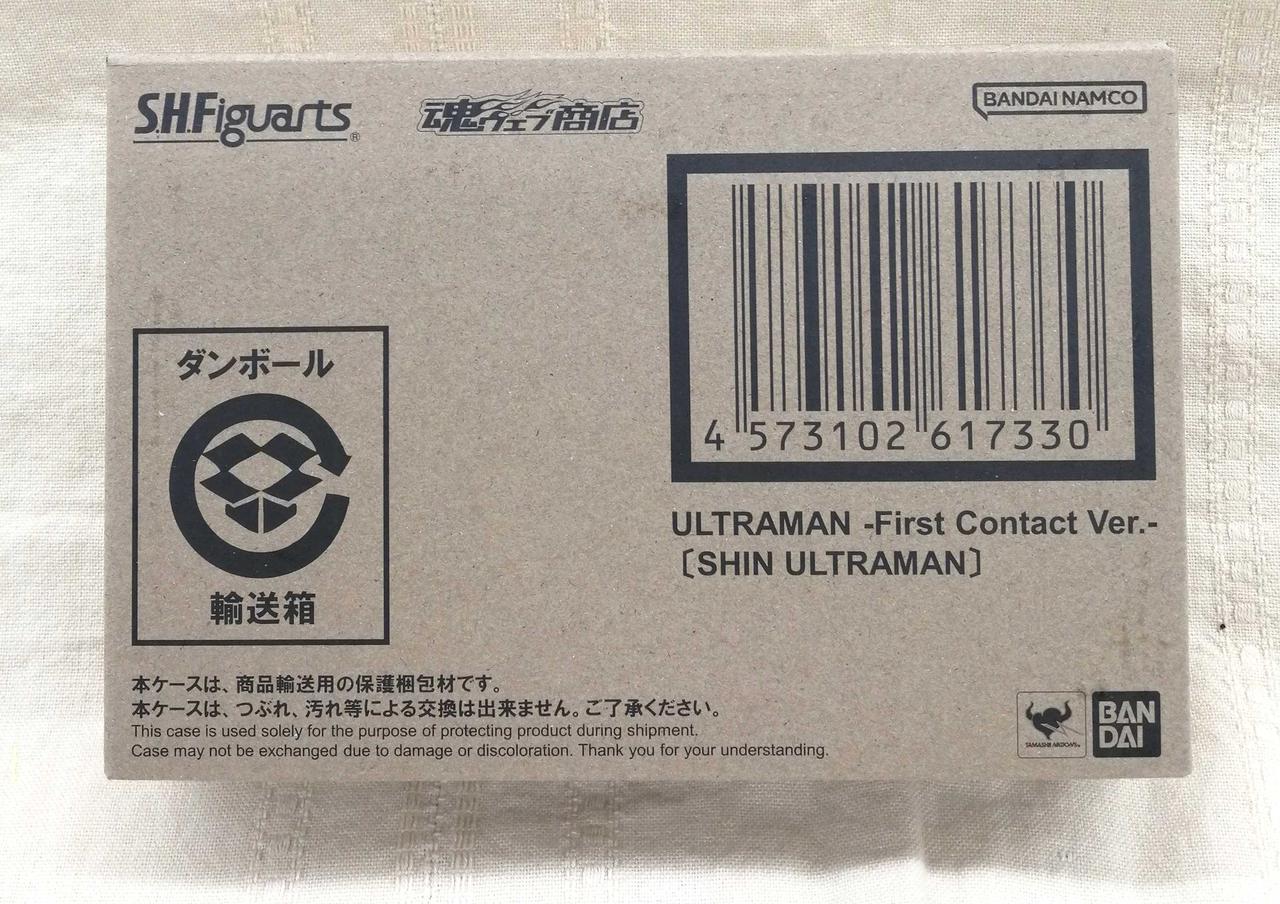 S.H.Figuarts®
魂ウェブ商店
BANDAI NAMCO
4 573102 617330
ULTRAMAN -First Contact Ver.-
〔SHIN ULTRAMAN〕
ダンボール
輸送箱
本ケースは、商品輸送用の保護梱包材です。
本ケースは、つぶれ、汚れ等による交換は出来ません。ご了承ください。
This case is used solely for the purpose of protecting product during shipment.
Case may not be exchanged due to damage or discoloration. Thank you for your understanding.
TAMASHII NATIONS
BAN
DAI